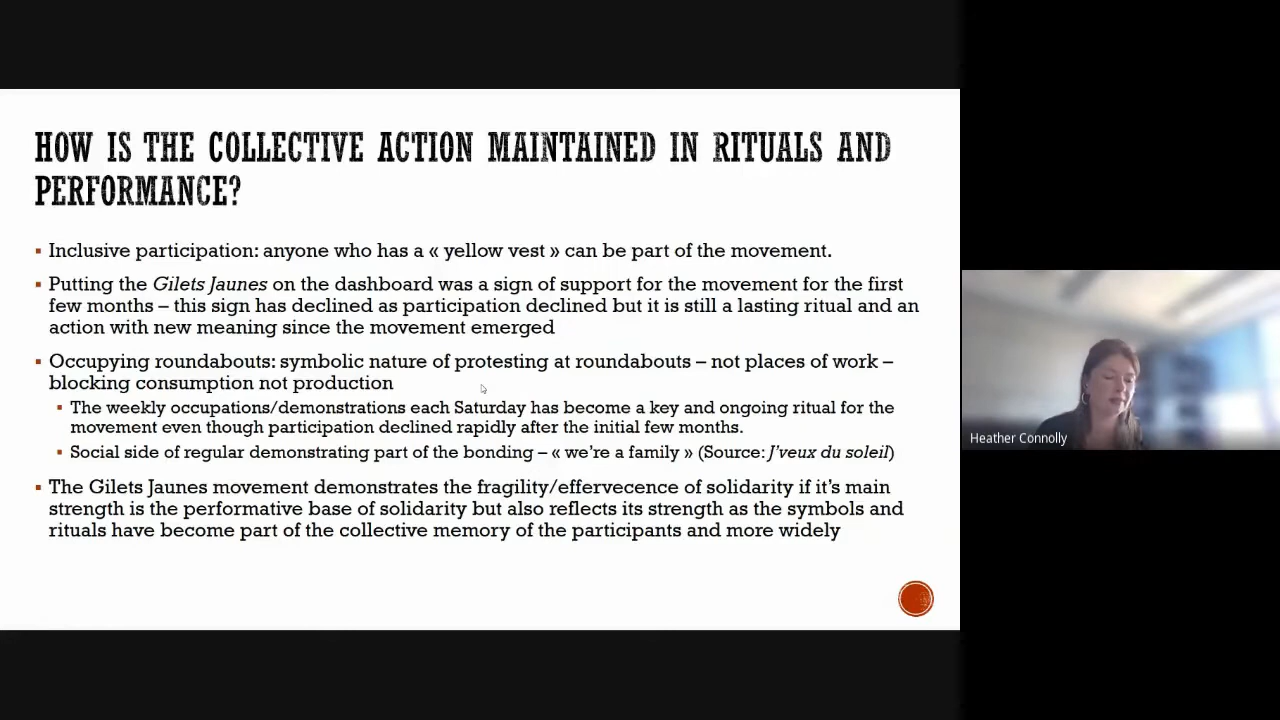 HOW IS THE COLLECTIVE ACTION MAINTAINED IN RITUALS AND
PERFORMANCE?
▪ Inclusive participation: anyone who has a « yellow vest » can be part of the movement.
▪ Putting the Gilets Jaunes on the dashboard was a sign of support for the movement for the first
few months – this sign has declined as participation declined but it is still a lasting ritual and an
action with new meaning since the movement emerged
▪ Occupying roundabouts: symbolic nature of protesting at roundabouts – not places of work –
blocking consumption not production
▪ The weekly occupations/demonstrations each Saturday has become a key and ongoing ritual for the
movement even though participation declined rapidly after the initial few months.
▪ Social side of regular demonstrating part of the bonding – « we're a family » (Source: J'veux du soleil)
▪ The Gilets Jaunes movement demonstrates the fragility/effervecence of solidarity if it's main
strength is the performative base of solidarity but also reflects its strength as the symbols and
rituals have become part of the collective memory of the participants and more widely
Heather Connolly